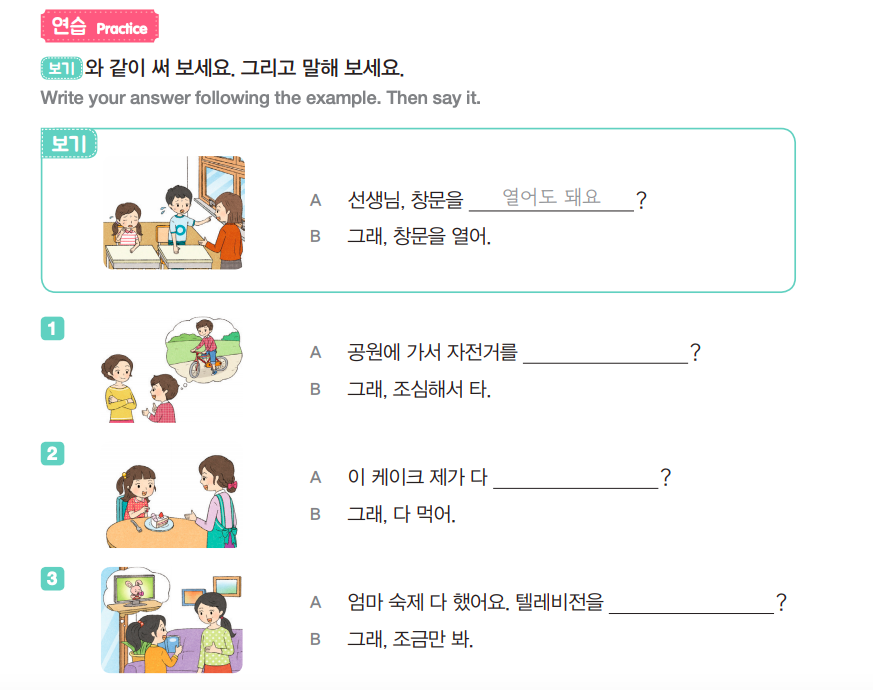 연습 Practice
보기 와 같이 써 보세요. 그리고 말해 보세요.
Write your answer following the example. Then say it.
보기
A 선생님, 창문을 열어도 돼요 ?
B 그래, 창문을 열어.
1
A 공원에 가서 자전거를 ______________ ?
B 그래, 조심해서 타.
2
A 이 케이크 제가 다 ______________ ?
B 그래, 다 먹어.
3
A 엄마 숙제 다 했어요. 텔레비전을 ______________ ?
B 그래, 조금만 봐.